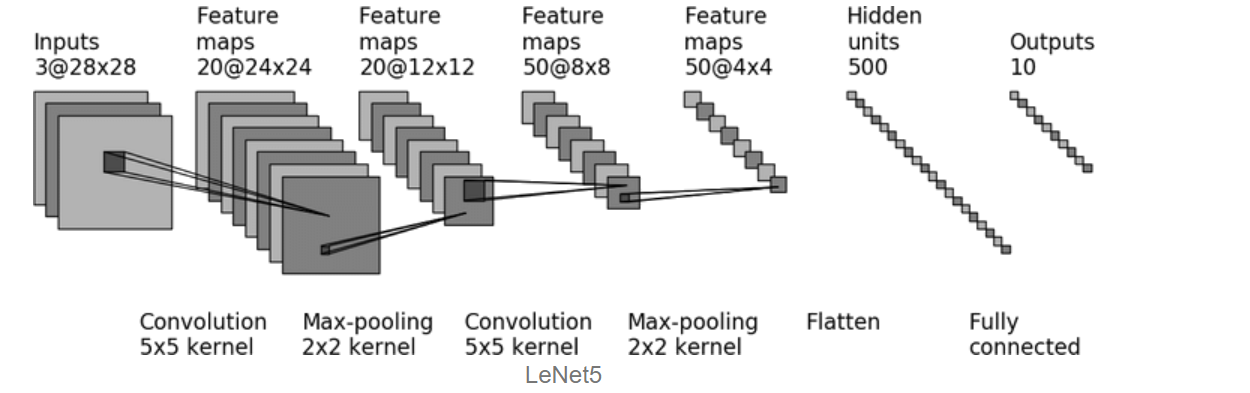 Inputs
3@28x28
Feature
maps
20@24x24
Feature
maps
20@12x12
Feature
maps
50@8x8
Feature
maps
50@4x4
Hidden
units
500
Outputs
10
Convolution
5x5 kernel
Max-pooling
2x2 kernel
Convolution
5x5 kernel
Max-pooling
2x2 kernel
Flatten
Fully
connected
LeNet5